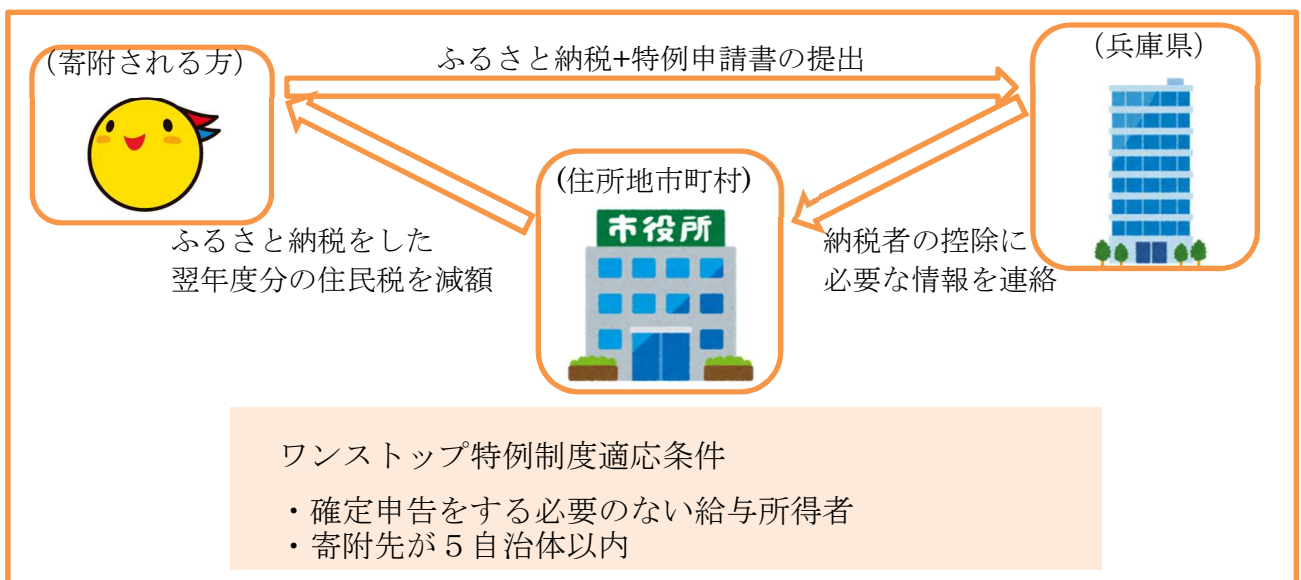 （寄附される方）
ふるさと納税+特例申請書の提出
（兵庫県）
(住所地市町村)
市役所
ふるさと納税をした
翌年度分の住民税を減額
納税者の控除に
必要な情報を連絡
ワンストップ特例制度適応条件
・確定申告をする必要のない給与所得者
・寄附先が５自治体以内